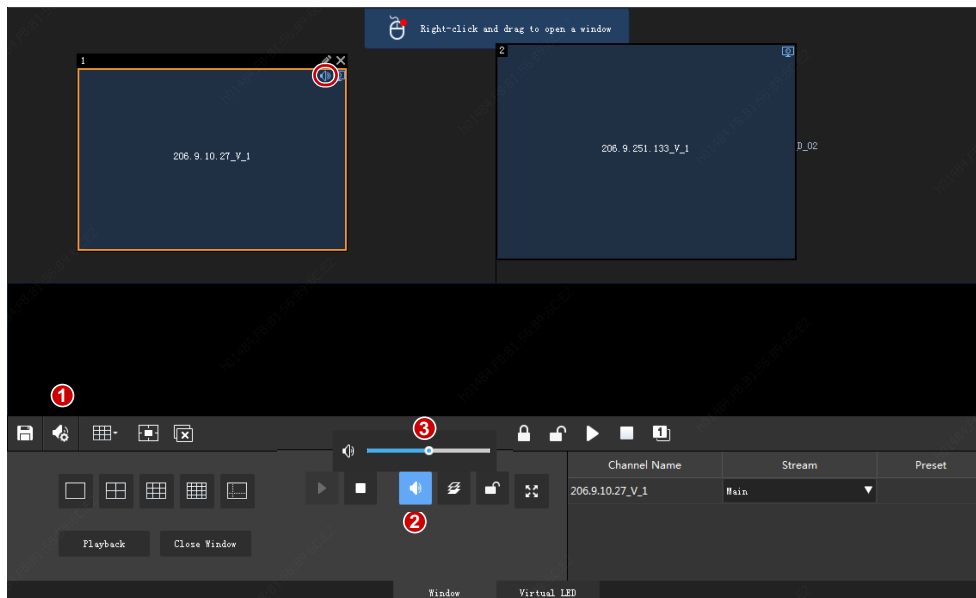 Right-click and drag to open a window
1
2
206.9.10.27_V_1
206.9.251.133_V_1
D_02
1
3
1
Channel Name Stream Preset
206.9.10.27_V_1 Main
2
Playback Close Window
Window Virtual LED